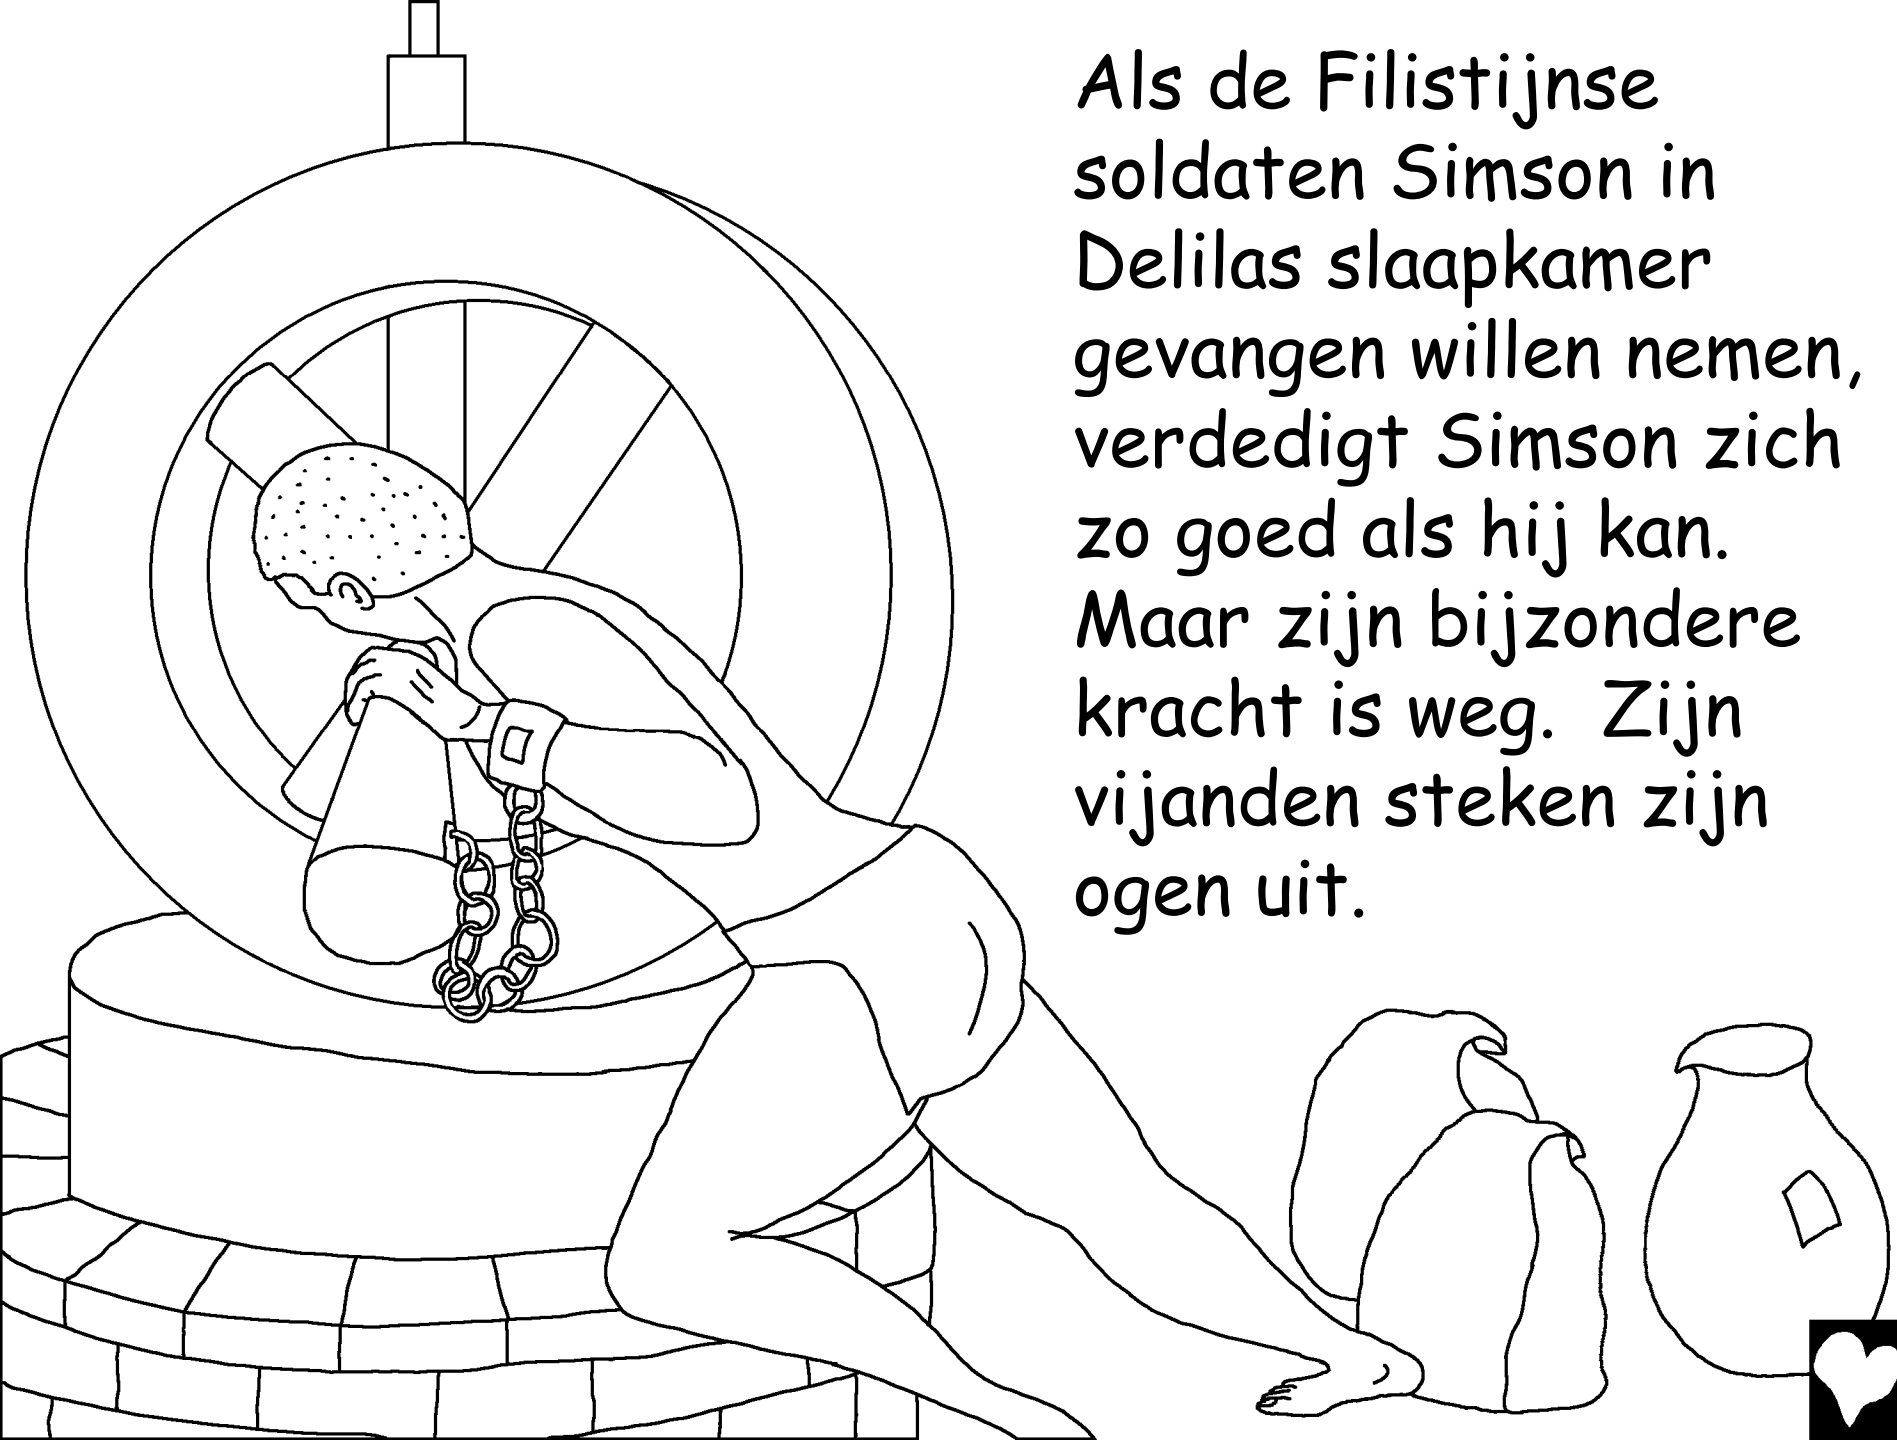 Als de Filistijnse
soldaten Simson in
Delilas slaapkamer
gevangen willen nemen,
verdedigt Simson zich
zo goed als hij kan.
Maar zijn bijzondere
kracht is weg.  Zijn
vijanden steken zijn
ogen uit.